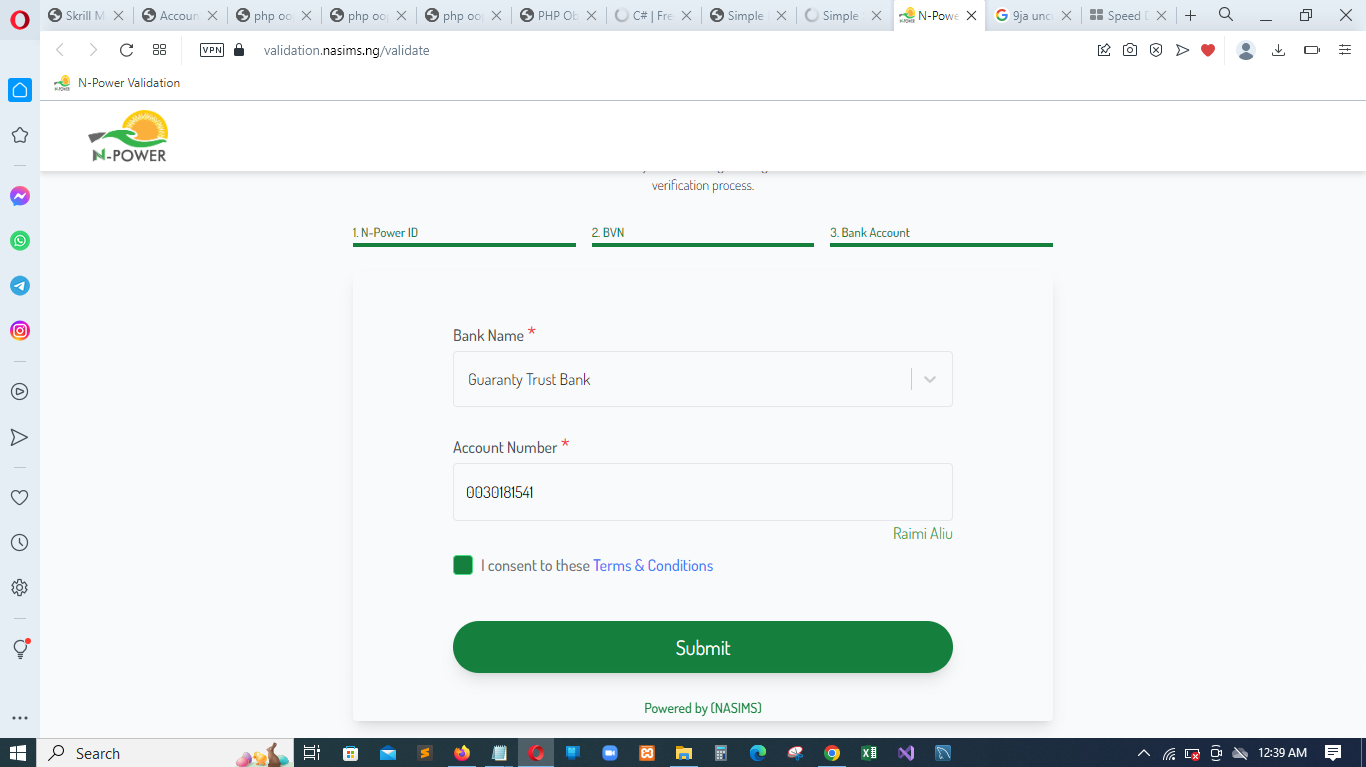 Skrill M
Accoun
php oo
php oo
php oo
PHP Ob
C# | Fre
Simple
Simple
N-Powe
9ja unc
Speed D
VPN
validation.nasims.ng/validate
N-Power Validation
N-POWER
verification process.
1. N-Power ID
2. BVN
3. Bank Account
Bank Name *
Guaranty Trust Bank
Account Number *
0030181541
Raimi Aliu
I consent to these Terms & Conditions
Submit
Powered by (NASIMS)
Search
12:39 AM